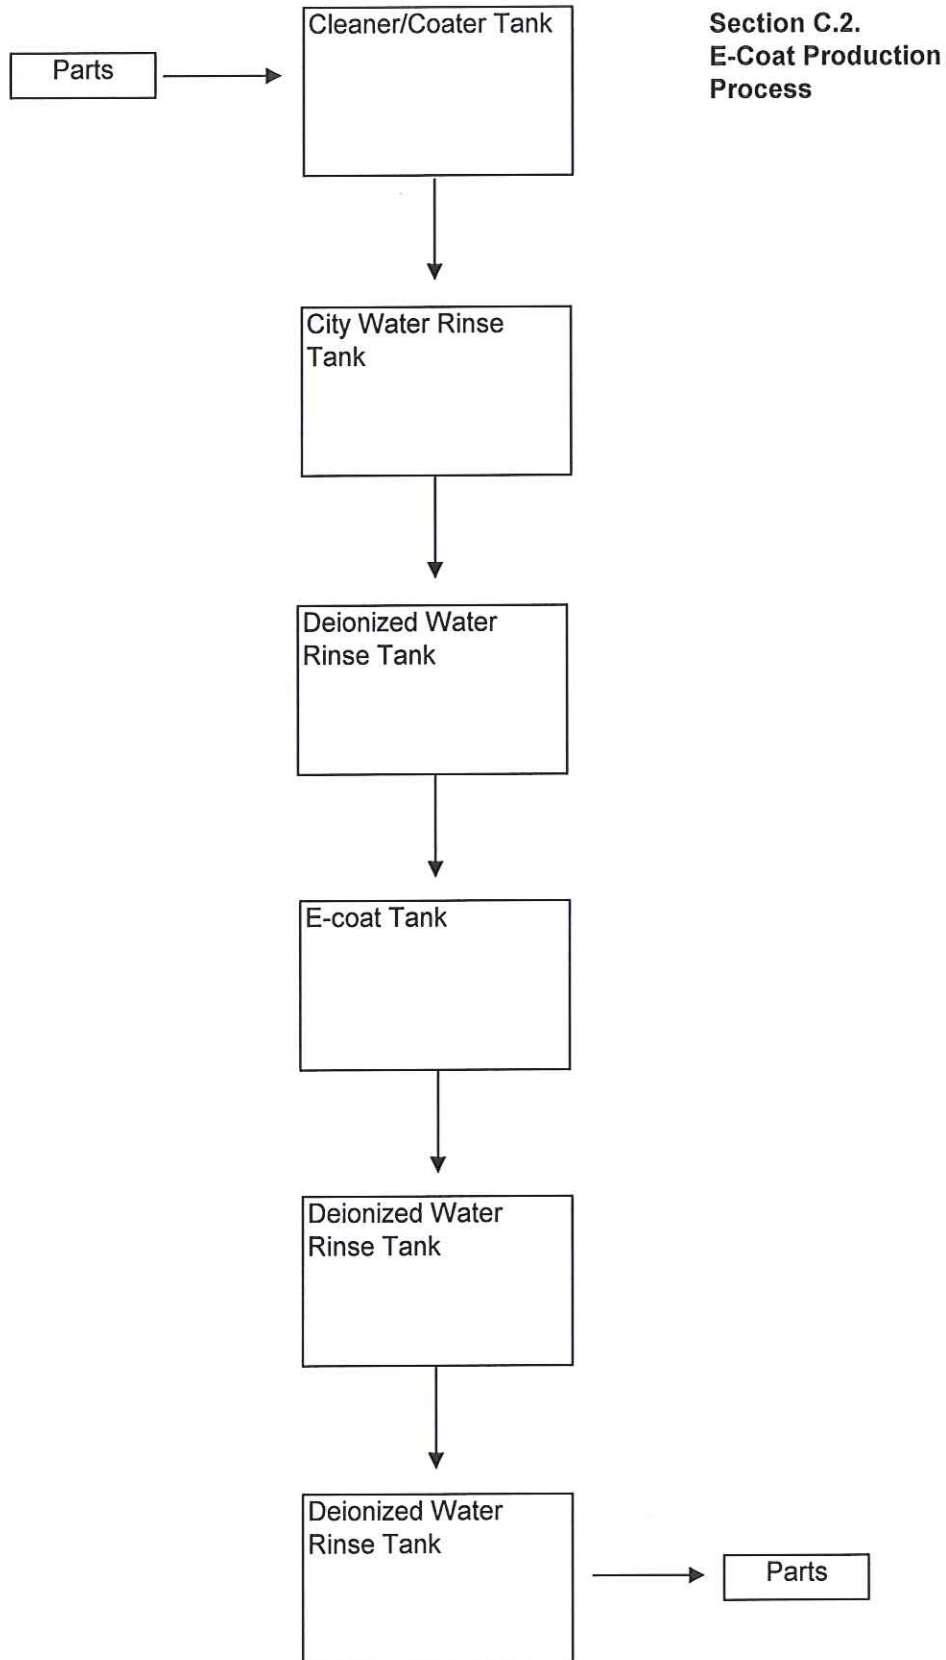 Cleaner/Coater Tank
Section C.2.
E-Coat Production
Process
Parts
City Water Rinse
Tank
Deionized Water
Rinse Tank
E-coat Tank
Deionized Water
Rinse Tank
Deionized Water
Rinse Tank
Parts